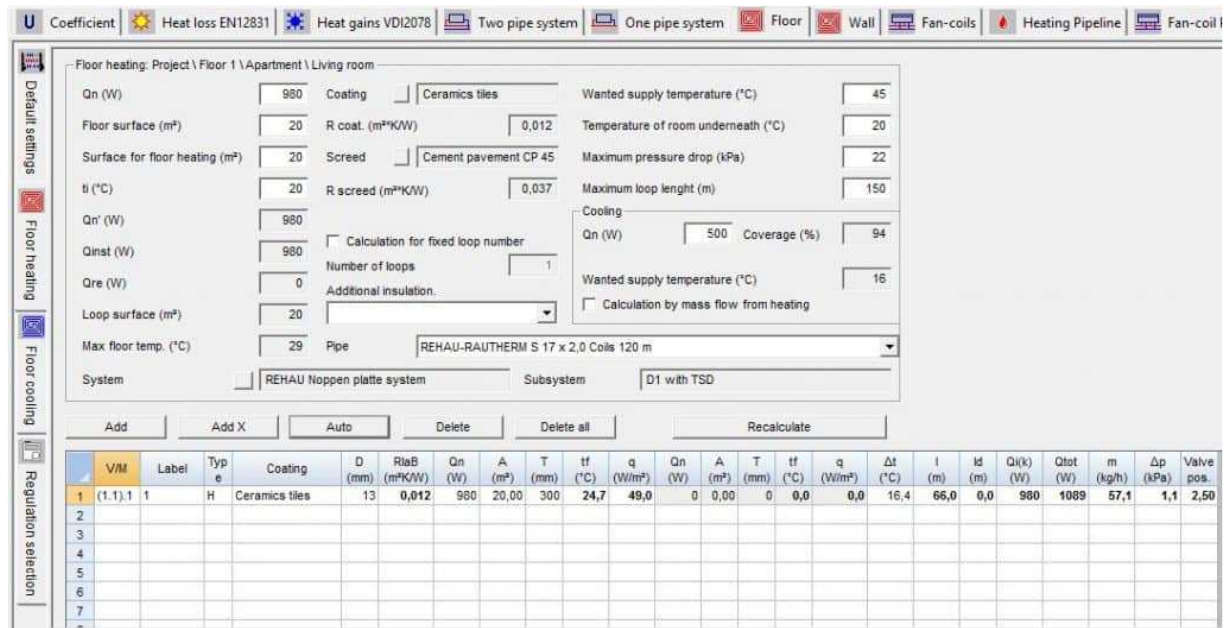 U Coefficient Heat loss EN12831 Heat gains VDI2078 Two pipe system One pipe system Floor Wall Fan-coils Heating Pipeline Fan-coil
Default settings
Floor heating
Floor cooling
Regulation selection
Floor heating: Project \ Floor 1 \ Apartment \ Living room
Qn (W) 980 Coating Ceramics tiles Wanted supply temperature (°C) 45
Floor surface (m²) 20 R coat. (m²*K/W) 0,012 Temperature of room underneath (°C) 20
Surface for floor heating (m²) 20 Screed Cement pavement CP 45 Maximum pressure drop (kPa) 22
ti (°C) 20 R screed (m²*K/W) 0,037 Maximum loop lenght (m) 150
Qn' (W) 980 Cooling
Qn (W) 500 Coverage (%) 94
Qinst (W) 980 Calculation for fixed loop number
Number of loops 1
Qre (W) 0 Additional insulation. Wanted supply temperature (°C) 16
Loop surface (m²) 20 Calculation by mass flow from heating
Max floor temp. (°C) 29 Pipe REHAU-RAUTHERM S 17 x 2,0 Coils 120 m
System REHAU Noppen platte system Subsystem D1 with TSD
Add Add X Auto Delete Delete all Recalculate
V/M Label Type Coating D (mm) RlaB (m²K/W) Qn (W) A (m²) T (mm) tf (°C) q (W/m²) Qn (W) A (m²) T (mm) tf (°C) q (W/m²) Δt (°C) l (m) ld (m) Qi(k) (W) Qtot (W) m (kg/h) Δp (kPa) Valve pos.
1 (1.1).1 1 H Ceramics tiles 13 0,012 980 20,00 300 24,7 49,0 0 0,00 0 0,0 0,0 16,4 66,0 0,0 980 1089 57,1 1,1 2,50
2
3
4
5
6
7